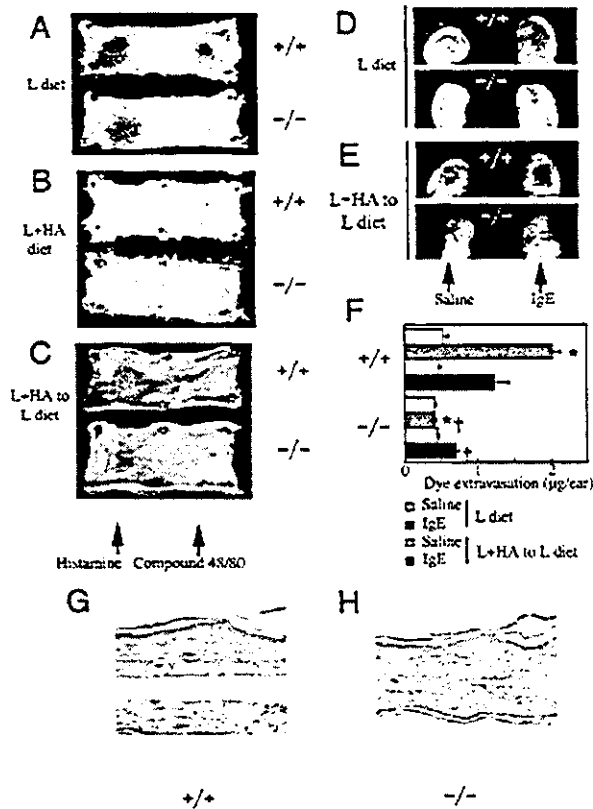 A
L diet
+/+
−/−
B
L+HA diet
+/+
−/−
C
L+HA to
L diet
+/+
−/−
Histamine Compound 48/80
D
L diet
+/+
−/−
E
L+HA to
L diet
+/+
−/−
Saline IgE
F
+/+
*
−/−
*†
+
0 1 2
Dye extravasation (µg/ear)
Saline
IgE
L diet
Saline
IgE
L+HA to L diet
G
+/+
H
−/−